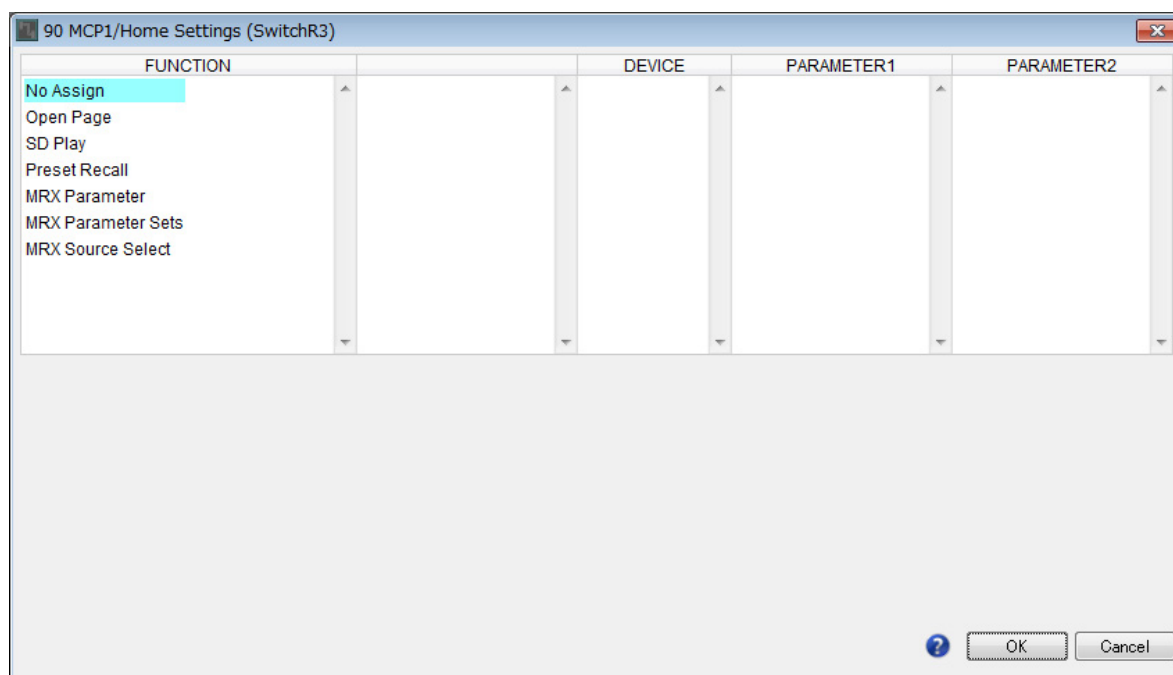 90 MCP1/Home Settings (SwitchR3)
FUNCTION DEVICE PARAMETER1 PARAMETER2
No Assign
Open Page
SD Play
Preset Recall
MRX Parameter
MRX Parameter Sets
MRX Source Select
? OK Cancel